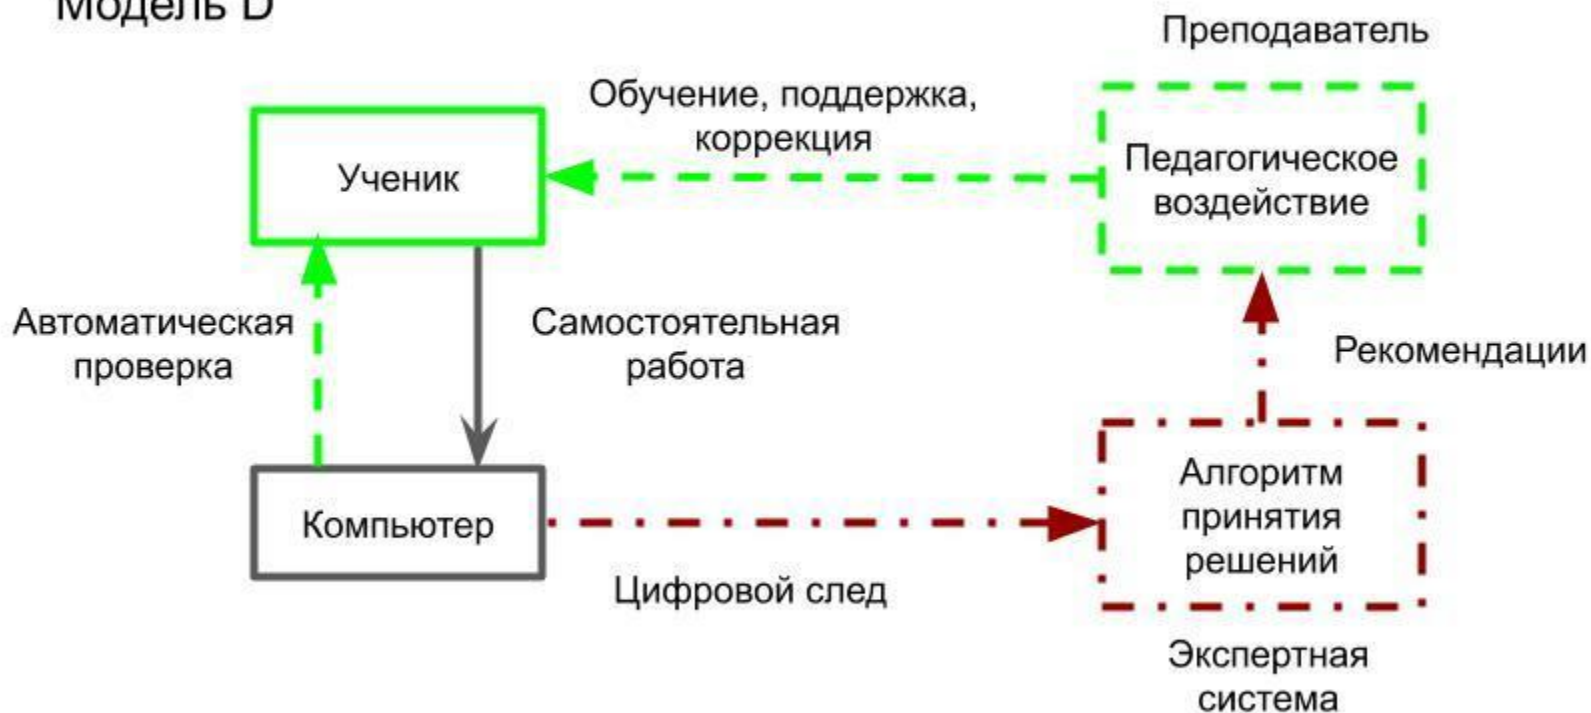 Модель D
Преподаватель
Обучение, поддержка,
коррекция
Ученик
Педагогическое
воздействие
Автоматическая
проверка
Самостоятельная
работа
Рекомендации
Компьютер
Алгоритм
принятия
решений
Цифровой след
Экспертная
система